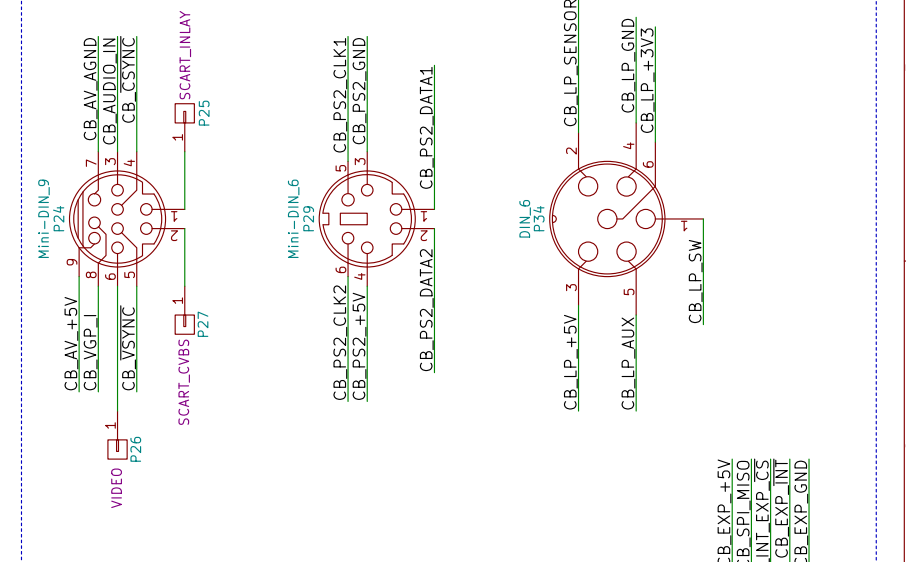 CB_AV_AGND
CB_AUDIO_IN
CB_CSYNC
SCART_INLAY
P25
1
7
3
4
Mini-DIN_9
P24
1
2
9
8
6
5
CB_AV_+5V
CB_VGP_I
CB_VSYNC
1
P27
SCART_CVBS
1
P26
VIDEO
CB_PS2_CLK1
CB_PS2_GND
CB_PS2_DATA1
5
3
Mini-DIN_6
P29
1
2
6
4
CB_PS2_CLK2
CB_PS2_+5V
CB_PS2_DATA2
CB_LP_SENSOR
CB_LP_GND
CB_LP_+3V3
2
4
6
DIN_6
P34
1
3
5
CB_LP_SW
CB_LP_+5V
CB_LP_AUX
CB_EXP_+5V
CB_SPI_MISO
INT_EXP_CS
CB_EXP_INT
CB_EXP_GND